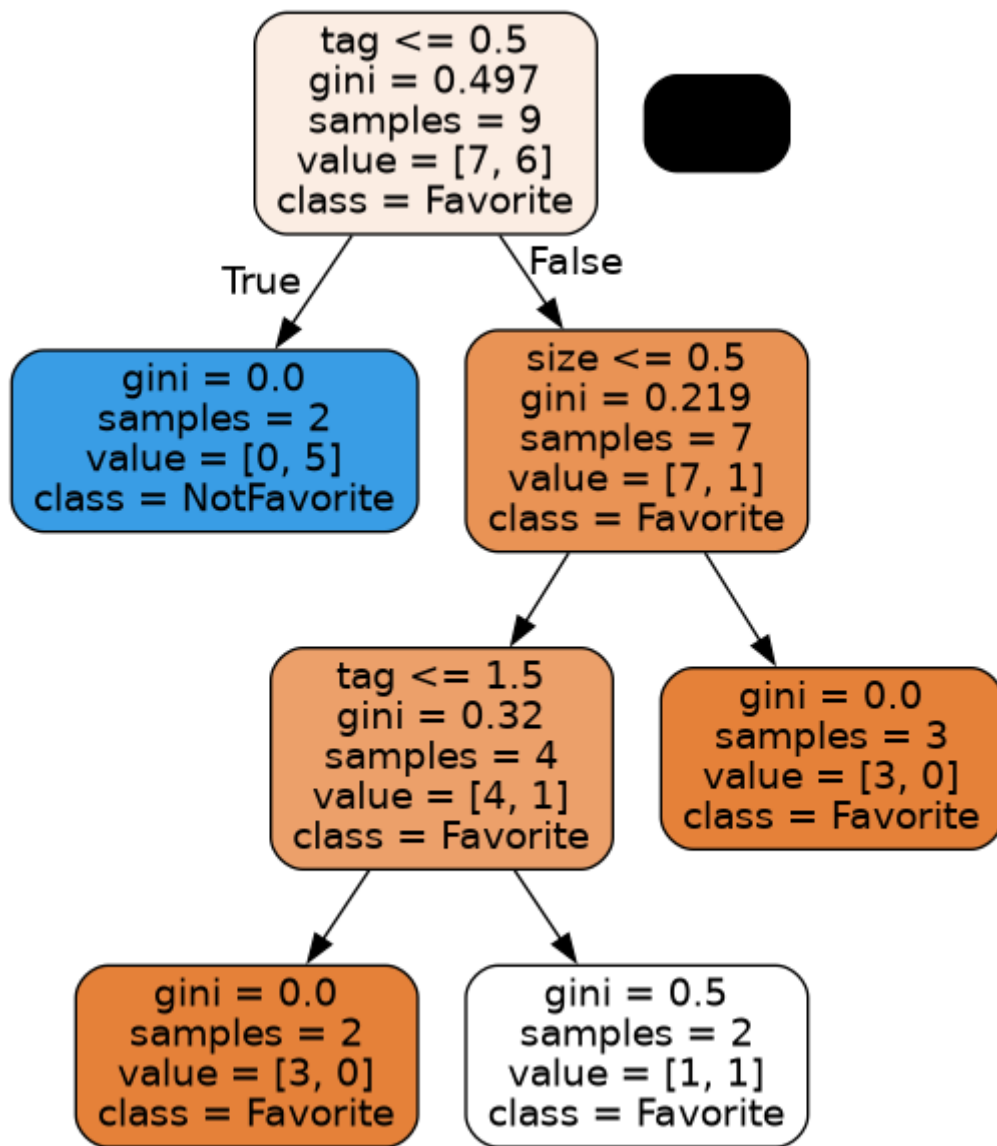 tag <= 0.5
gini = 0.497
samples = 9
value = [7, 6]
class = Favorite
True
False
gini = 0.0
samples = 2
value = [0, 5]
class = NotFavorite
size <= 0.5
gini = 0.219
samples = 7
value = [7, 1]
class = Favorite
tag <= 1.5
gini = 0.32
samples = 4
value = [4, 1]
class = Favorite
gini = 0.0
samples = 3
value = [3, 0]
class = Favorite
gini = 0.0
samples = 2
value = [3, 0]
class = Favorite
gini = 0.5
samples = 2
value = [1, 1]
class = Favorite